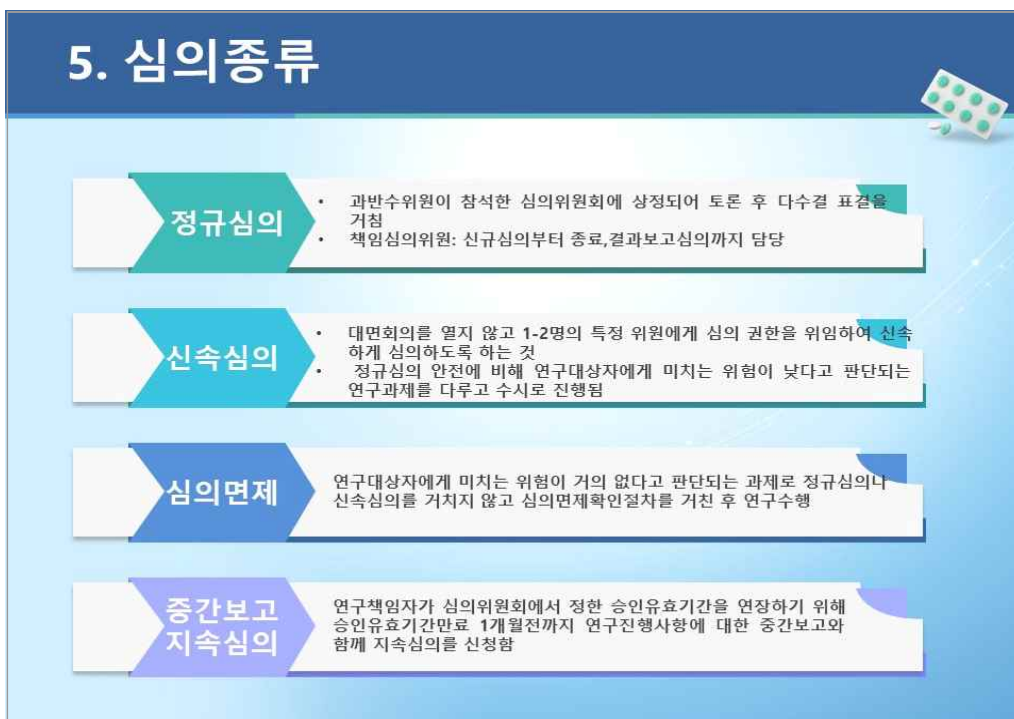 5. 심의종류
정규심의
• 과반수위원이 참석한 심의위원회에 상정되어 토론 후 다수결 표결을
거침
• 책임심의위원: 신규심의부터 종료,결과보고심의까지 담당
신속심의
• 대면회의를 열지 않고 1-2명의 특정 위원에게 심의 권한을 위임하여 신속
하게 심의하도록 하는 것
• 정규심의 안전에 비해 연구대상자에게 미치는 위험이 낮다고 판단되는
연구과제를 다루고 수시로 진행됨
심의면제
연구대상자에게 미치는 위험이 거의 없다고 판단되는 과제로 정규심의나
신속심의를 거치지 않고 심의면제확인절차를 거친 후 연구수행
중간보고
지속심의
연구책임자가 심의위원회에서 정한 승인유효기간을 연장하기 위해
승인유효기간만료 1개월전까지 연구진행사항에 대한 중간보고와
함께 지속심의를 신청함